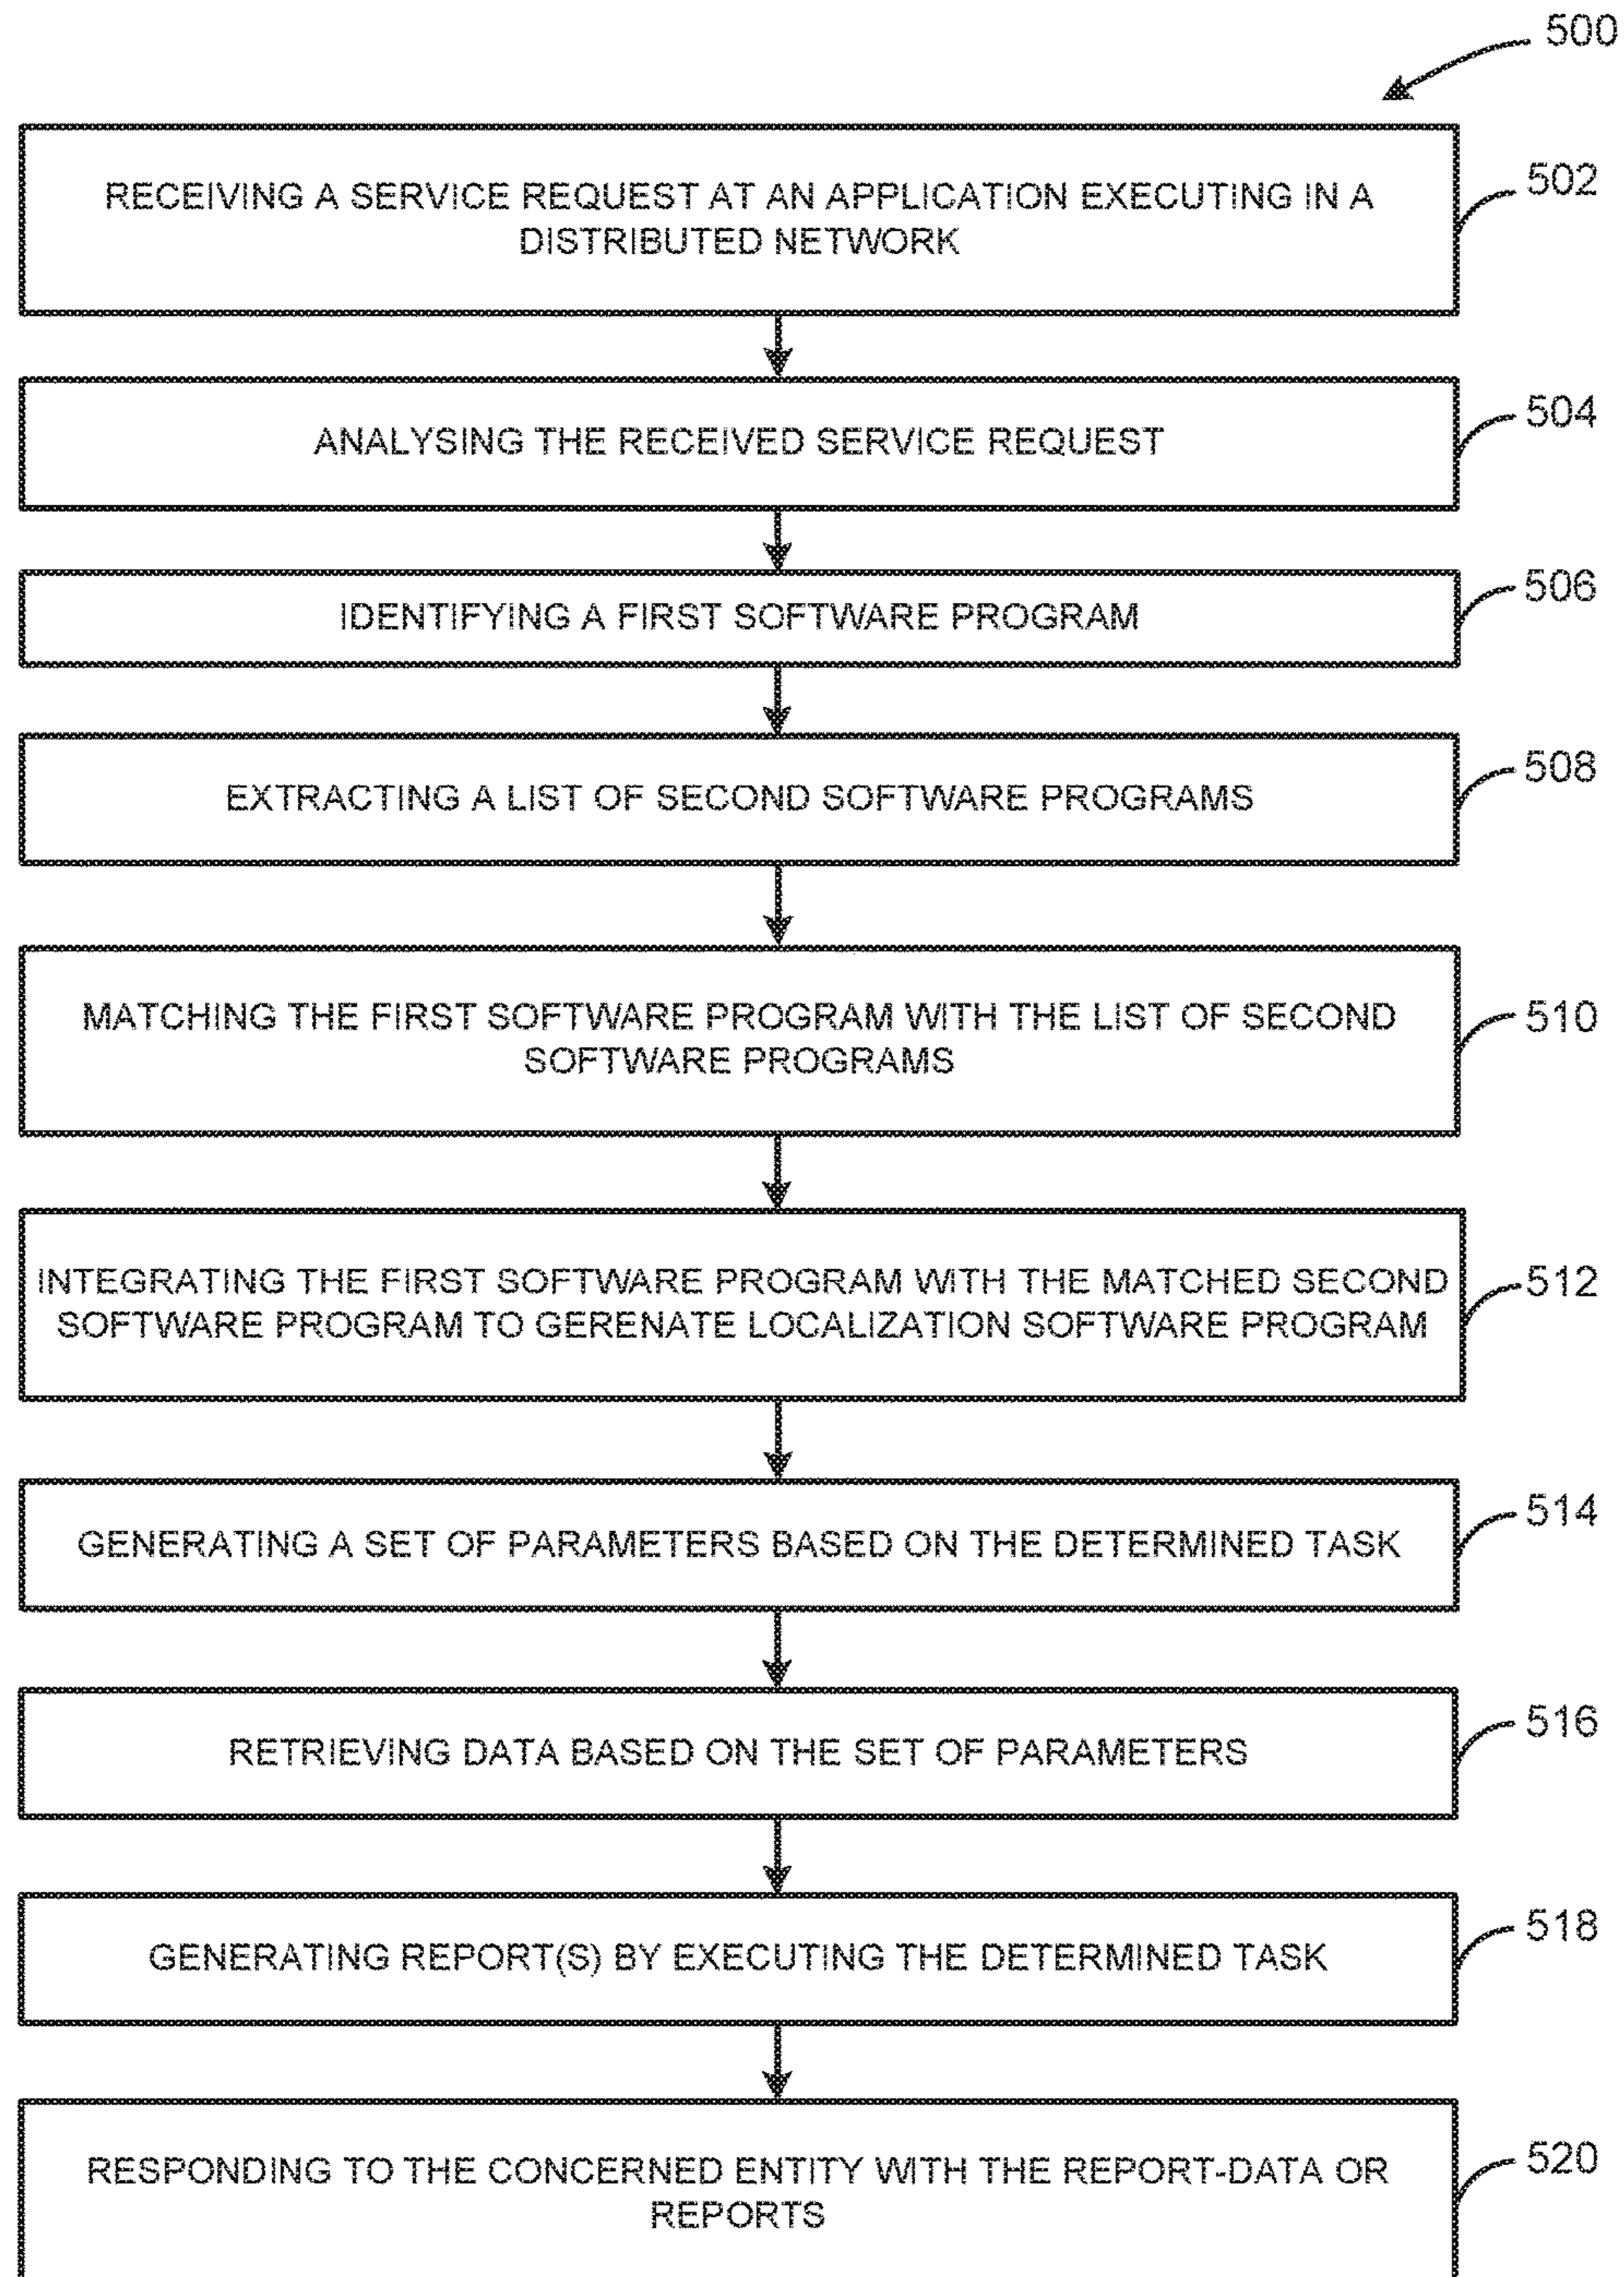 500
RECEIVING A SERVICE REQUEST AT AN APPLICATION EXECUTING IN A
DISTRIBUTED NETWORK
502
ANALYSING THE RECEIVED SERVICE REQUEST
504
IDENTIFYING A FIRST SOFTWARE PROGRAM
506
EXTRACTING A LIST OF SECOND SOFTWARE PROGRAMS
508
MATCHING THE FIRST SOFTWARE PROGRAM WITH THE LIST OF SECOND
SOFTWARE PROGRAMS
510
INTEGRATING THE FIRST SOFTWARE PROGRAM WITH THE MATCHED SECOND
SOFTWARE PROGRAM TO GERENATE LOCALIZATION SOFTWARE PROGRAM
512
GENERATING A SET OF PARAMETERS BASED ON THE DETERMINED TASK
514
RETRIEVING DATA BASED ON THE SET OF PARAMETERS
516
GENERATING REPORT(S) BY EXECUTING THE DETERMINED TASK
518
RESPONDING TO THE CONCERNED ENTITY WITH THE REPORT-DATA OR
REPORTS
520